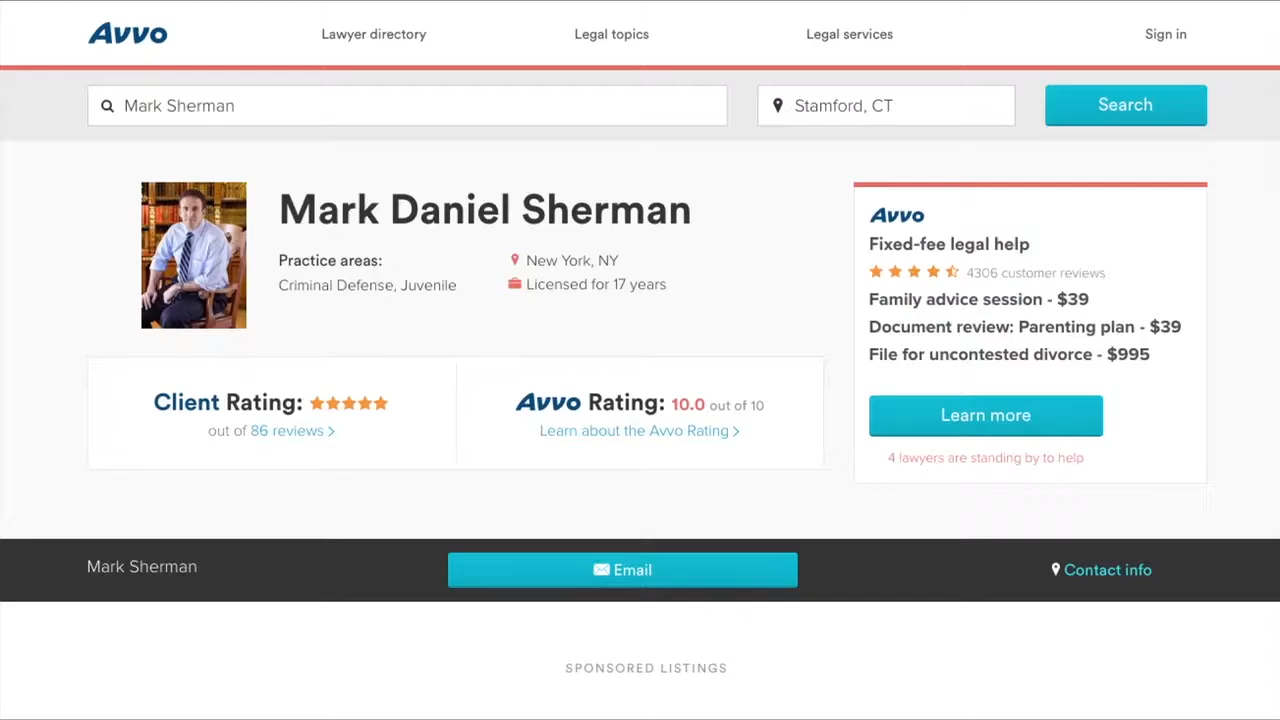 Avvo
Lawyer directory
Legal topics
Legal services
Sign in
Mark Sherman
Stamford, CT
Search
Mark Daniel Sherman
Practice areas:
Criminal Defense, Juvenile
New York, NY
Licensed for 17 years
Client Rating:
out of 86 reviews >
Avvo Rating: 10.0 out of 10
Learn about the Avvo Rating >
Avvo
Fixed-fee legal help
4306 customer reviews
Family advice session - $39
Document review: Parenting plan - $39
File for uncontested divorce - $995
Learn more
4 lawyers are standing by to help
Mark Sherman
Email
Contact info
SPONSORED LISTINGS